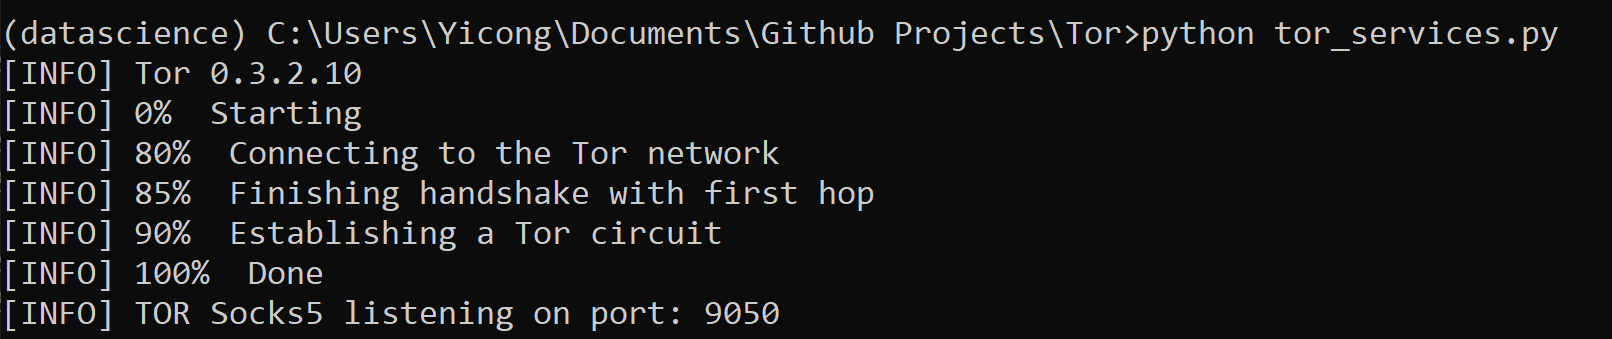 (datascience) C:\Users\Yicong\Documents\Github Projects\Tor>python tor_services.py
[INFO] Tor 0.3.2.10
[INFO] 0%  Starting
[INFO] 80%  Connecting to the Tor network
[INFO] 85%  Finishing handshake with first hop
[INFO] 90%  Establishing a Tor circuit
[INFO] 100%  Done
[INFO] TOR Socks5 listening on port: 9050